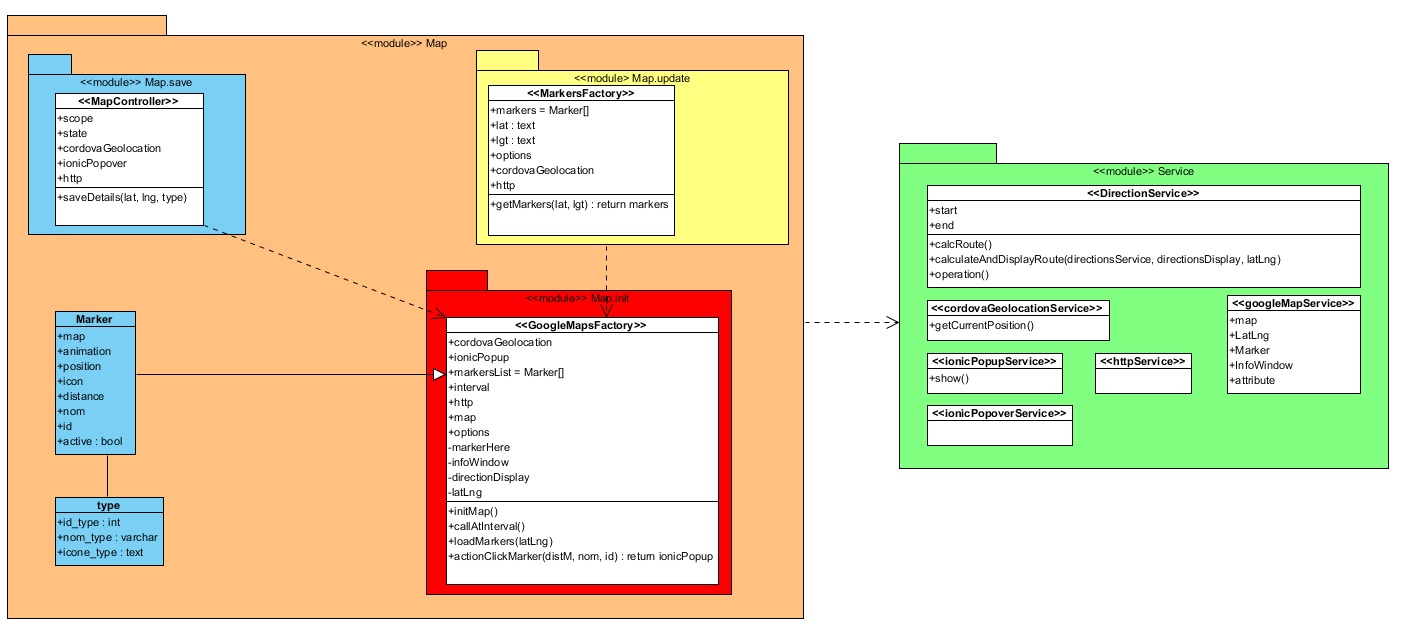 <<module>> Map
<<module>> Map.save
<<MapController>>
+scope
+state
+cordovaGeolocation
+ionicPopover
+http
+saveDetails(lat, lng, type)
<<module> Map.update
<<MarkersFactory>>
+markers = Marker[]
+lat : text
+lgt : text
+options
+cordovaGeolocation
+http
+getMarkers(lat, lgt) : return markers
Marker
+map
+animation
+position
+icon
+distance
+nom
+id
+active : bool
type
+id_type : int
+nom_type : varchar
+icone_type : text
<<module>> Map.init
<<GoogleMapsFactory>>
+cordovaGeolocation
+ionicPopup
+markersList = Marker[]
+interval
+http
+map
+options
-markerHere
-infoWindow
-directionDisplay
-latLng
+initMap()
+callAtInterval()
+loadMarkers(latLng)
+actionClickMarker(distM, nom, id) : return ionicPopup
<<module>> Service
<<DirectionService>>
+start
+end
+calcRoute()
+calculateAndDisplayRoute(directionsService, directionsDisplay, latLng)
+operation()
<<cordovaGeolocationService>>
+getCurrentPosition()
<<googleMapService>>
+map
+LatLng
+Marker
+InfoWindow
+attribute
<<ionicPopupService>>
+show()
<<httpService>>
<<ionicPopoverService>>